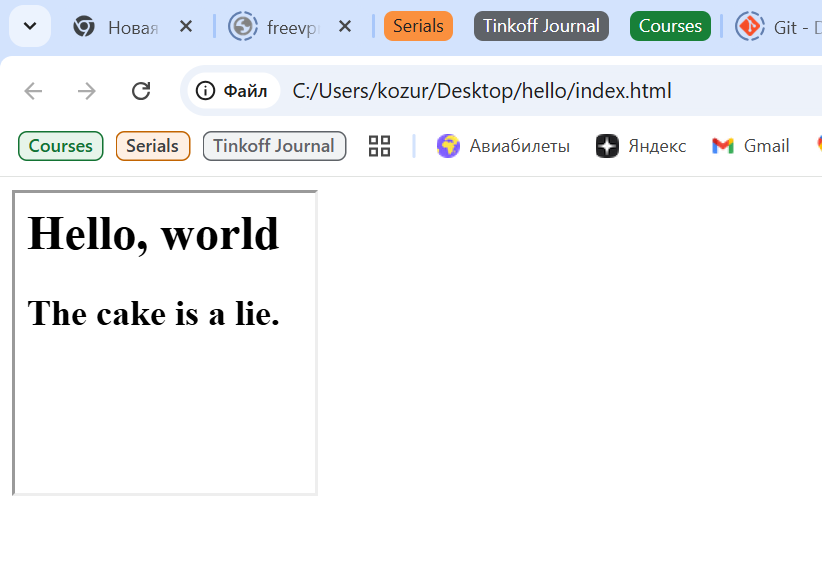 Новая freevp Serials Tinkoff Journal Courses Git -
Файл C:/Users/kozur/Desktop/hello/index.html
Courses Serials Tinkoff Journal Авиабилеты Яндекс Gmail
Hello, world
The cake is a lie.